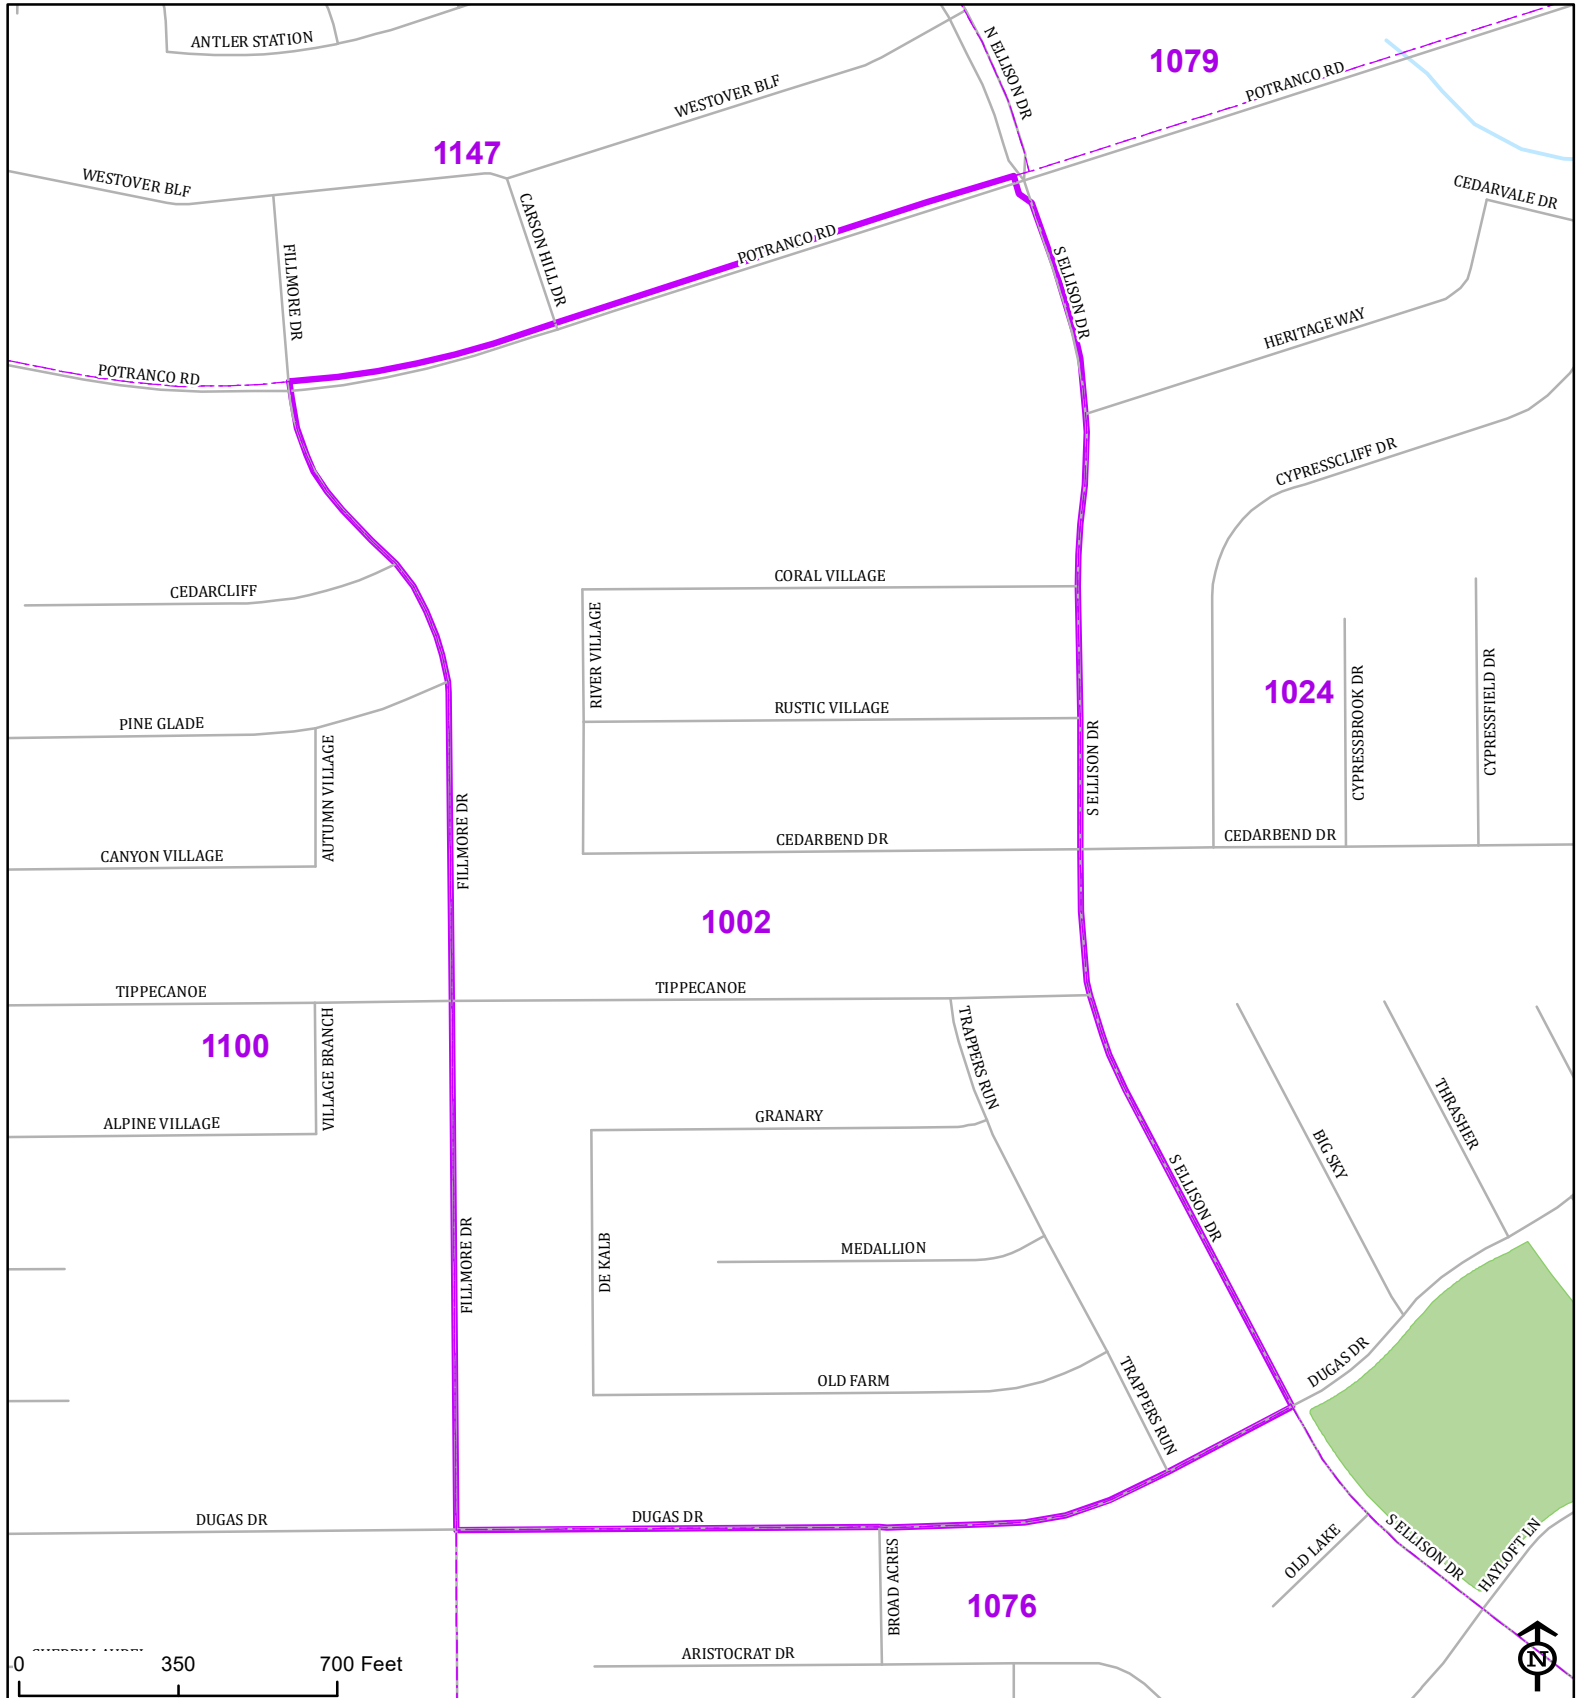 ANTLER STATION
N ELLISON DR
1079
POTRANCO RD
WESTOVER BLF
1147
WESTOVER BLF
CEDARVALE DR
CARSON HILL DR
FILLMORE DR
POTRANCO RD
S ELLISON DR
HERITAGE WAY
POTRANCO RD
CYPRESSCLIFF DR
CORAL VILLAGE
CEDARCLIFF
RIVER VILLAGE
1024
CYPRESSBROOK DR
CYPRESSFIELD DR
RUSTIC VILLAGE
PINE GLADE
AUTUMN VILLAGE
S ELLISON DR
FILLMORE DR
CEDARBEND DR
CEDARBEND DR
CANYON VILLAGE
1002
TIPPECANOE
TIPPECANOE
1100
VILLAGE BRANCH
TRAPPERS RUN
THRASHER
GRANARY
ALPINE VILLAGE
BIG SKY
S ELLISON DR
MEDALLION
DE KALB
FILLMORE DR
OLD FARM
DUGAS DR
TRAPPERS RUN
DUGAS DR
DUGAS DR
OLD LAKE
S ELLISON DR
HAYLOFT LN
BROAD ACRES
1076
ARISTOCRAT DR
0 350 700 Feet
N